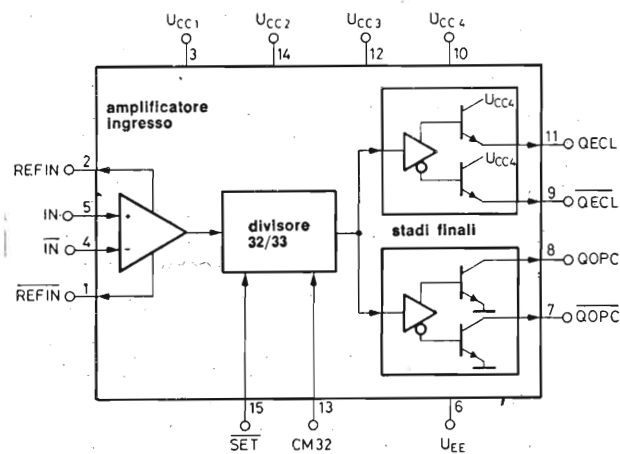 UCC1
UCC2
UCC3
UCC4
3
14
12
10
amplificatore
ingresso
UCC4
11
QECL
2
REFIN
UCC4
5
IN
+
9
QECL
divisore
32/33
4
IN
-
stadi finali
8
QOPC
1
REFIN
7
QOPC
15
13
6
SET
CM32
UEE